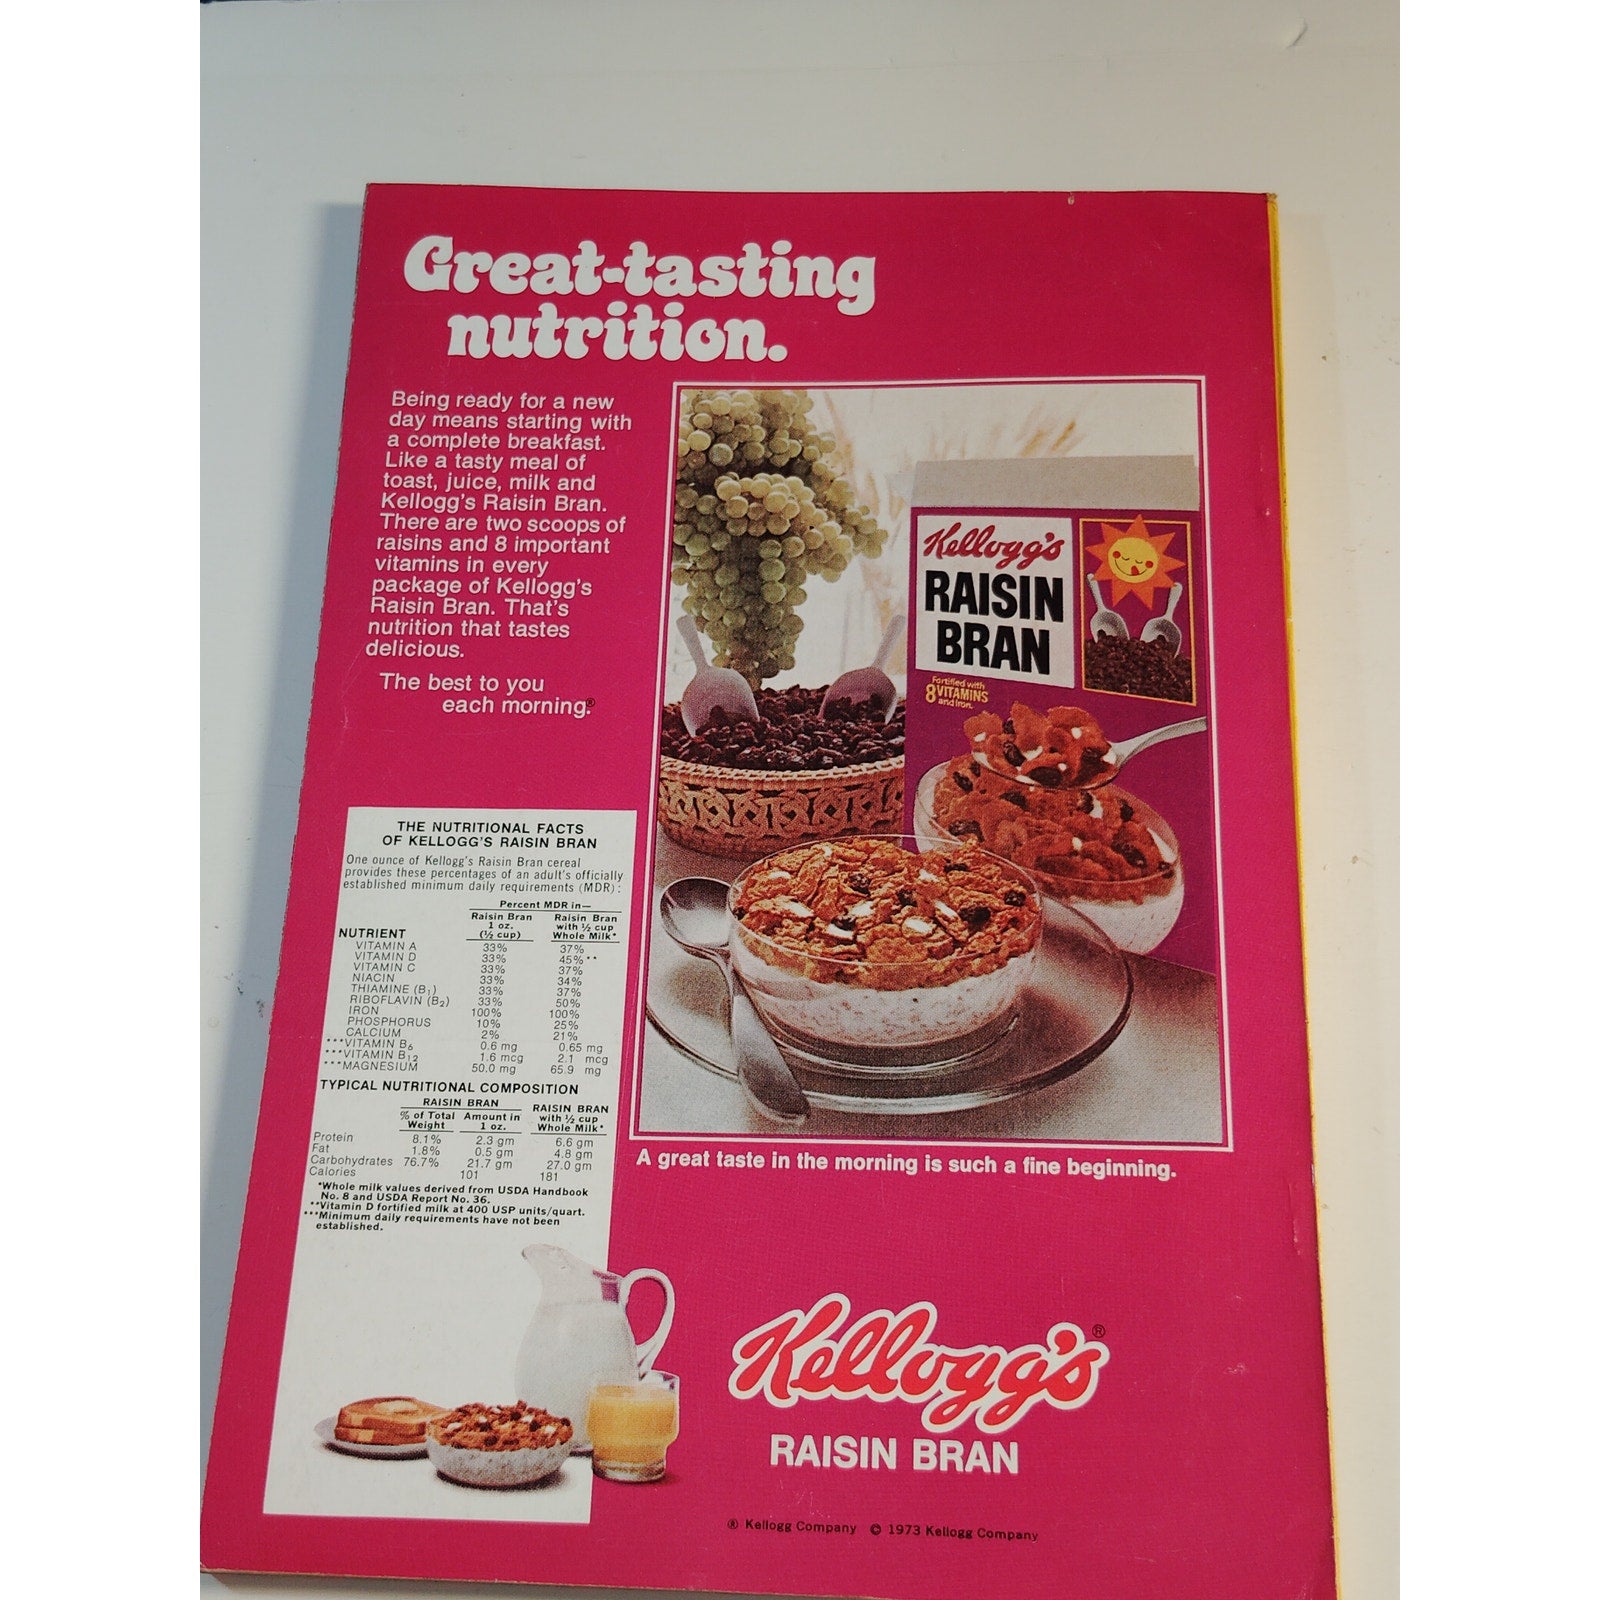 Great-tasting
nutrition.
Being ready for a new
day means starting with
a complete breakfast.
Like a tasty meal of
toast, juice, milk and
Kellogg's Raisin Bran.
There are two scoops of
raisins and 8 important
vitamins in every
package of Kellogg's
Raisin Bran. That's
nutrition that tastes
delicious.
The best to you
each morning.®
Kellogg's
RAISIN
BRAN
Fortified with
8 VITAMINS
and Iron.
A great taste in the morning is such a fine beginning.
THE NUTRITIONAL FACTS
OF KELLOGG'S RAISIN BRAN
One ounce of Kellogg's Raisin Bran cereal
provides these percentages of an adult's officially
established minimum daily requirements (MDR):
Percent MDR in—
Raisin Bran Raisin Bran
1 oz. with ½ cup
NUTRIENT (½ cup) Whole Milk*
VITAMIN A 33% 37%
VITAMIN D 33% 45%**
VITAMIN C 33% 37%
NIACIN 33% 34%
THIAMINE (B₁) 33% 37%
RIBOFLAVIN (B₂) 33% 50%
IRON 100% 100%
PHOSPHORUS 10% 25%
CALCIUM 2% 21%
***VITAMIN B₆ 0.6 mg 0.65 mg
***VITAMIN B₁₂ 1.6 mcg 2.1 mcg
***MAGNESIUM 50.0 mg 65.9 mg
TYPICAL NUTRITIONAL COMPOSITION
RAISIN BRAN RAISIN BRAN
% of Total Amount in with ½ cup
Weight 1 oz. Whole Milk*
Protein 8.1% 2.3 gm 6.6 gm
Fat 1.8% 0.5 gm 4.8 gm
Carbohydrates 76.7% 21.7 gm 27.0 gm
Calories 101 181
*Whole milk values derived from USDA Handbook
No. 8 and USDA Report No. 36.
**Vitamin D fortified milk at 400 USP units/quart.
***Minimum daily requirements have not been
established.
Kellogg's®
RAISIN BRAN
® Kellogg Company © 1973 Kellogg Company